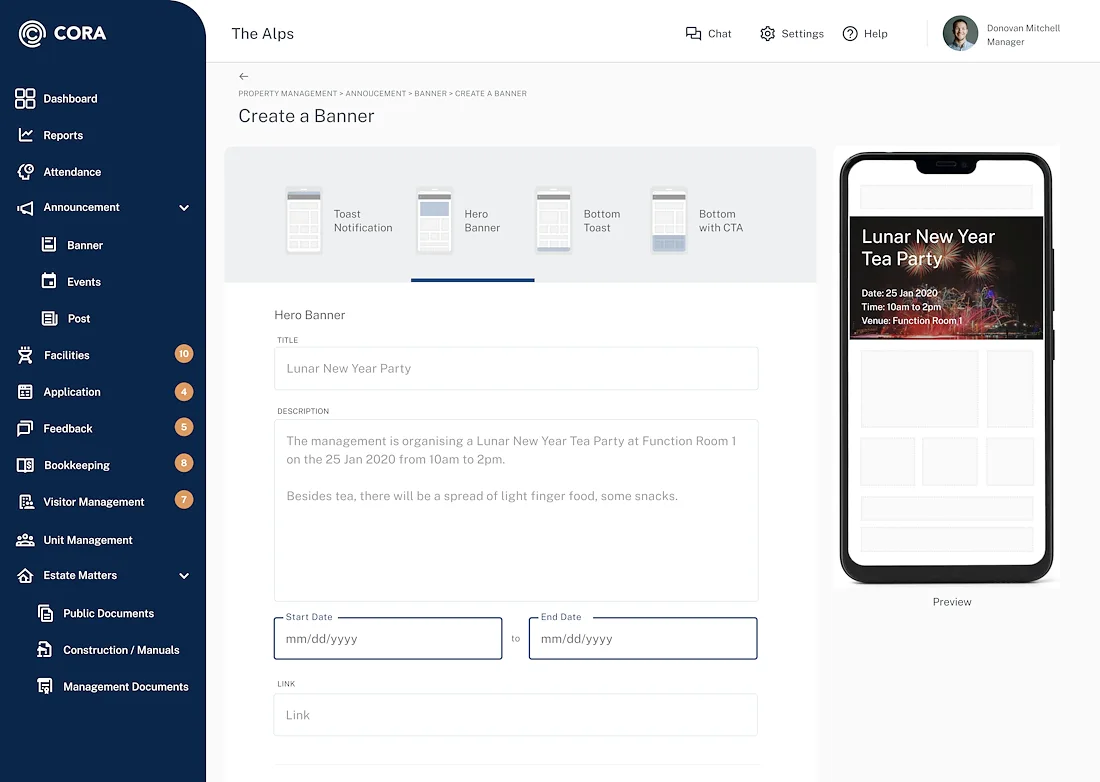 CORA
The Alps
Chat
Settings
Help
Donovan Mitchell
Manager
Dashboard
Reports
Attendance
Announcement
Banner
Events
Post
Facilities
10
Application
4
Feedback
5
Bookkeeping
8
Visitor Management
7
Unit Management
Estate Matters
Public Documents
Construction / Manuals
Management Documents
PROPERTY MANAGEMENT > ANNOUCEMENT > BANNER > CREATE A BANNER
Create a Banner
Toast
Notification
Hero
Banner
Bottom
Toast
Bottom
with CTA
Hero Banner
TITLE
Lunar New Year Party
DESCRIPTION
The management is organising a Lunar New Year Tea Party at Function Room 1
on the 25 Jan 2020 from 10am to 2pm.
Besides tea, there will be a spread of light finger food, some snacks.
Start Date
mm/dd/yyyy
to
End Date
mm/dd/yyyy
LINK
Link
Lunar New Year
Tea Party
Date: 25 Jan 2020
Time: 10am to 2pm
Venue: Function Room 1
Preview